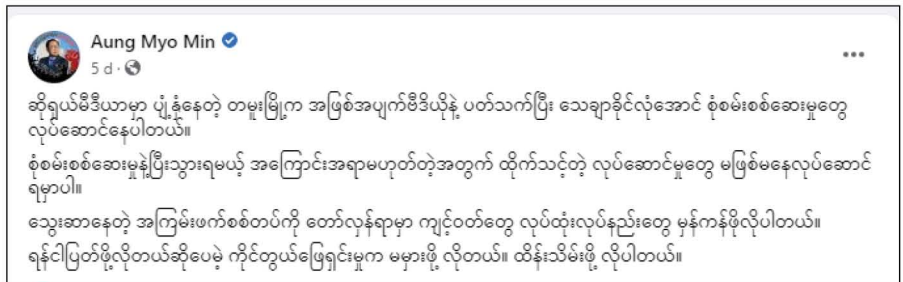 Aung Myo Min
5 d
ဆိုရှယ်မီဒီယာမှာ ပျံ့နှံနေတဲ့ တမူးမြို့က အဖြစ်အပျက်ဗီဒီယိုနဲ့ ပတ်သက်ပြီး သေချာခိုင်လုံအောင် စုံစမ်းစစ်ဆေးမှုတွေ
လုပ်ဆောင်နေပါတယ်။
စုံစမ်းစစ်ဆေးမှုနဲ့ပြီးသွားရမယ့် အကြောင်းအရာမဟုတ်တဲ့အတွက် ထိုက်သင့်တဲ့ လုပ်ဆောင်မှုတွေ မဖြစ်မနေလုပ်ဆောင်
ရမှာပါ။
သွေးဆာနေတဲ့ အကြမ်းဖက်စစ်တပ်ကို တော်လှန်ရာမှာ ကျင့်ဝတ်တွေ လုပ်ထုံးလုပ်နည်းတွေ မှန်ကန်ဖို့လိုပါတယ်။
ရန်ငါပြတ်ဖို့လိုတယ်ဆိုပေမဲ့ ကိုင်တွယ်ဖြေရှင်းမှုက မမှားဖို့ လိုတယ်။ ထိန်းသိမ်းဖို့ လိုပါတယ်။